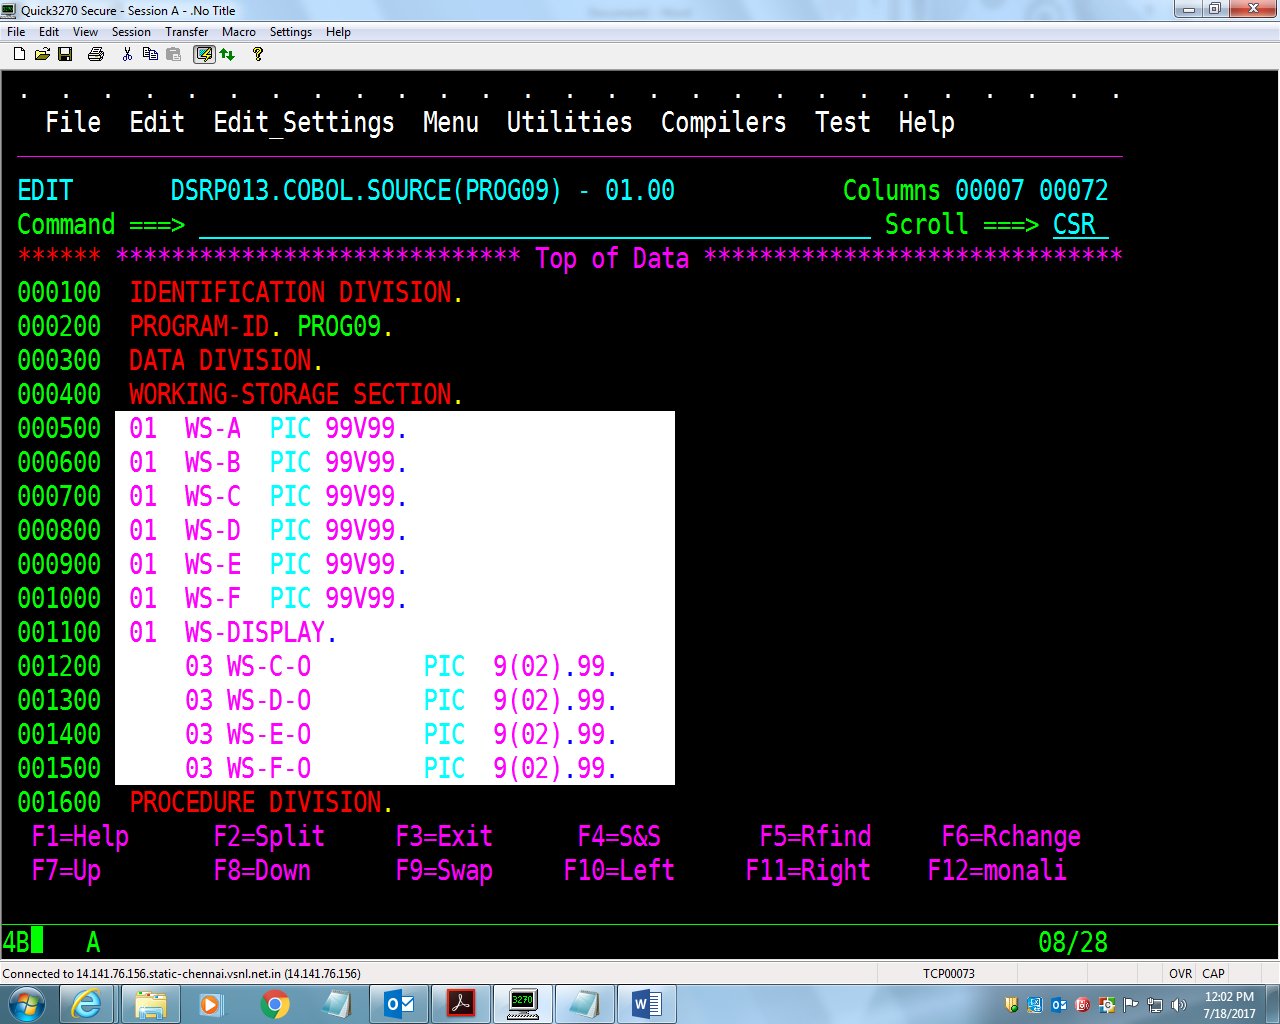 Quick3270 Secure - Session A - .No Title
File Edit View Session Transfer Macro Settings Help
. . . . . . . . . . . . . . . . . . . . . . . . . . .
File Edit Edit_Settings Menu Utilities Compilers Test Help
EDIT DSRP013.COBOL.SOURCE(PROG09) - 01.00 Columns 00007 00072
Command ===> Scroll ===> CSR
****** ***************************** Top of Data ******************************
000100 IDENTIFICATION DIVISION.
000200 PROGRAM-ID. PROG09.
000300 DATA DIVISION.
000400 WORKING-STORAGE SECTION.
000500 01 WS-A PIC 99V99.
000600 01 WS-B PIC 99V99.
000700 01 WS-C PIC 99V99.
000800 01 WS-D PIC 99V99.
000900 01 WS-E PIC 99V99.
001000 01 WS-F PIC 99V99.
001100 01 WS-DISPLAY.
001200 03 WS-C-O PIC 9(02).99.
001300 03 WS-D-O PIC 9(02).99.
001400 03 WS-E-O PIC 9(02).99.
001500 03 WS-F-O PIC 9(02).99.
001600 PROCEDURE DIVISION.
F1=Help F2=Split F3=Exit F4=S&S F5=Rfind F6=Rchange
F7=Up F8=Down F9=Swap F10=Left F11=Right F12=monali
4B A 08/28
Connected to 14.141.76.156.static-chennai.vsnl.net.in (14.141.76.156) TCP00073 OVR CAP
3270
12:02 PM
7/18/2017